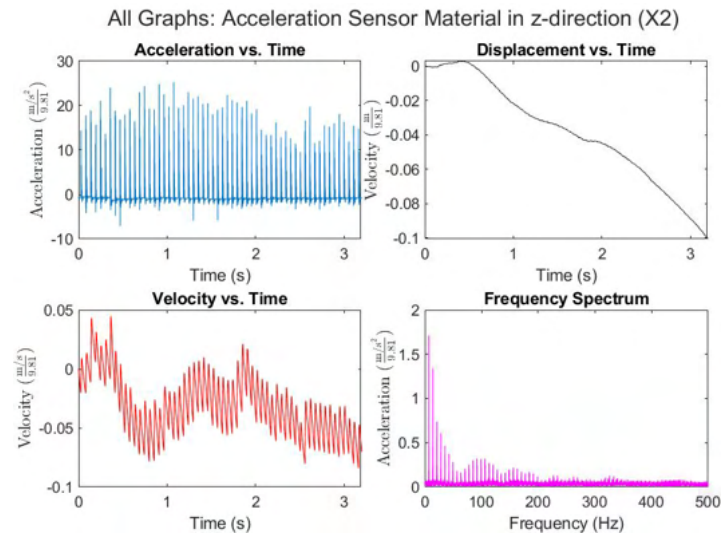 All Graphs: Acceleration Sensor Material in z-direction (X2)
Acceleration vs. Time
Acceleration (m/s²/9.81)
30
20
10
0
-10
0
1
2
3
Time (s)
Displacement vs. Time
Velocity (m/9.81)
0
-0.02
-0.04
-0.06
-0.08
-0.1
0
1
2
3
Time (s)
Velocity vs. Time
Velocity (m/s/9.81)
0.05
0
-0.05
-0.1
0
1
2
3
Time (s)
Frequency Spectrum
Acceleration (m/s²/9.81)
2
1.5
1
0.5
0
0
100
200
300
400
500
Frequency (Hz)